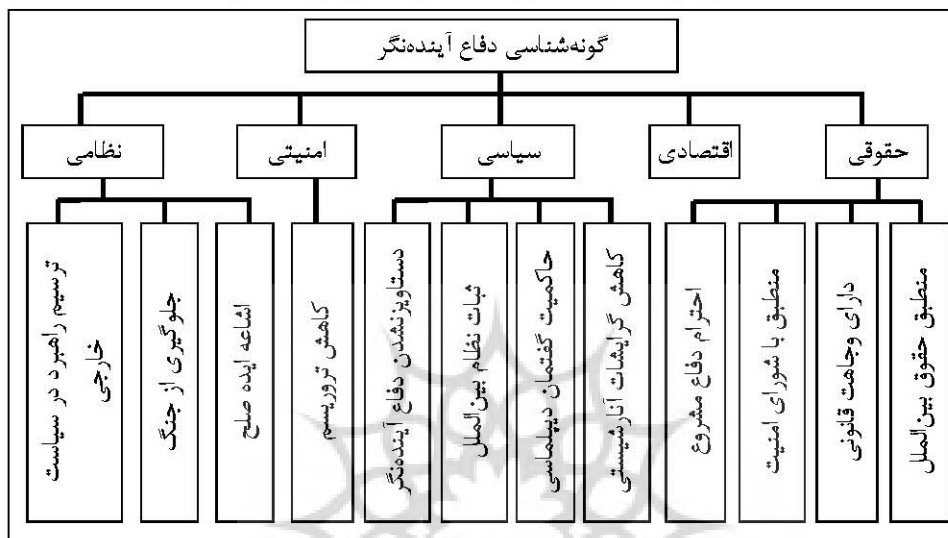 گونه‌شناسی دفاع آینده‌نگر
حقوقی
اقتصادی
سیاسی
امنیتی
نظامی
منطبق حقوق بین‌الملل
دارای وجاهت قانونی
منطبق با شورای امنیت
احترام دفاع مشروع
کاهش گرایشات آنارشیستی
حاکمیت گفتمان دیپلماسی
ثبات نظام بین‌الملل
دستاویزنشدن دفاع آینده‌نگر
کاهش تروریسم
اشاعه ایده صلح
جلوگیری از جنگ
ترسیم راهبرد در سیاست
خارجی